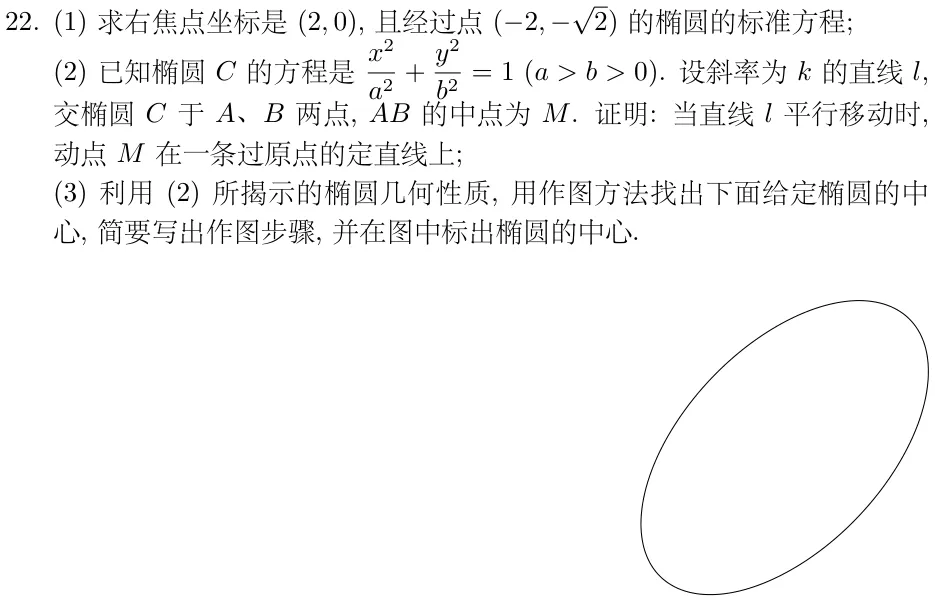 22. (1) 求右焦点坐标是 (2, 0), 且经过点 (−2, −√2) 的椭圆的标准方程;
(2) 已知椭圆 C 的方程是 x²/a² + y²/b² = 1 (a > b > 0). 设斜率为 k 的直线 l,
交椭圆 C 于 A、B 两点, AB 的中点为 M. 证明: 当直线 l 平行移动时,
动点 M 在一条过原点的定直线上;
(3) 利用 (2) 所揭示的椭圆几何性质, 用作图方法找出下面给定椭圆的中
心, 简要写出作图步骤, 并在图中标出椭圆的中心.